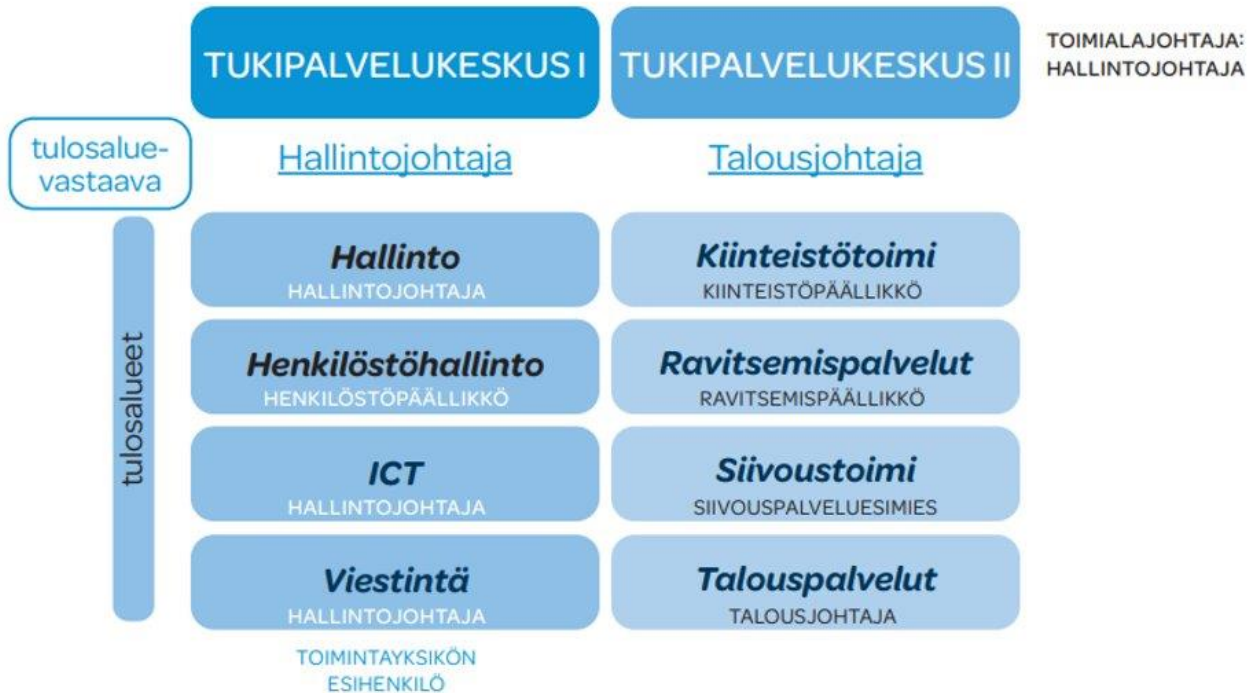 TUKIPALVELUKESKUS I
TUKIPALVELUKESKUS II
TOIMIALAJOHTAJA:
HALLINTOJOHTAJA
tulosalue-
vastaava
Hallintojohtaja
Talousjohtaja
tulosalueet
Hallinto
HALLINTOJOHTAJA
Kiinteistötoimi
KIINTEISTÖPÄÄLLIKKÖ
Henkilöstöhallinto
HENKILÖSTÖPÄÄLLIKKÖ
Ravitsemispalvelut
RAVITSEMISPÄÄLLIKKÖ
ICT
HALLINTOJOHTAJA
Siivoustoimi
SIIVOUSPALVELUESIMIES
Viestintä
HALLINTOJOHTAJA
Talouspalvelut
TALOUSJOHTAJA
TOIMINTAYKSIKÖN
ESIHENKILÖ